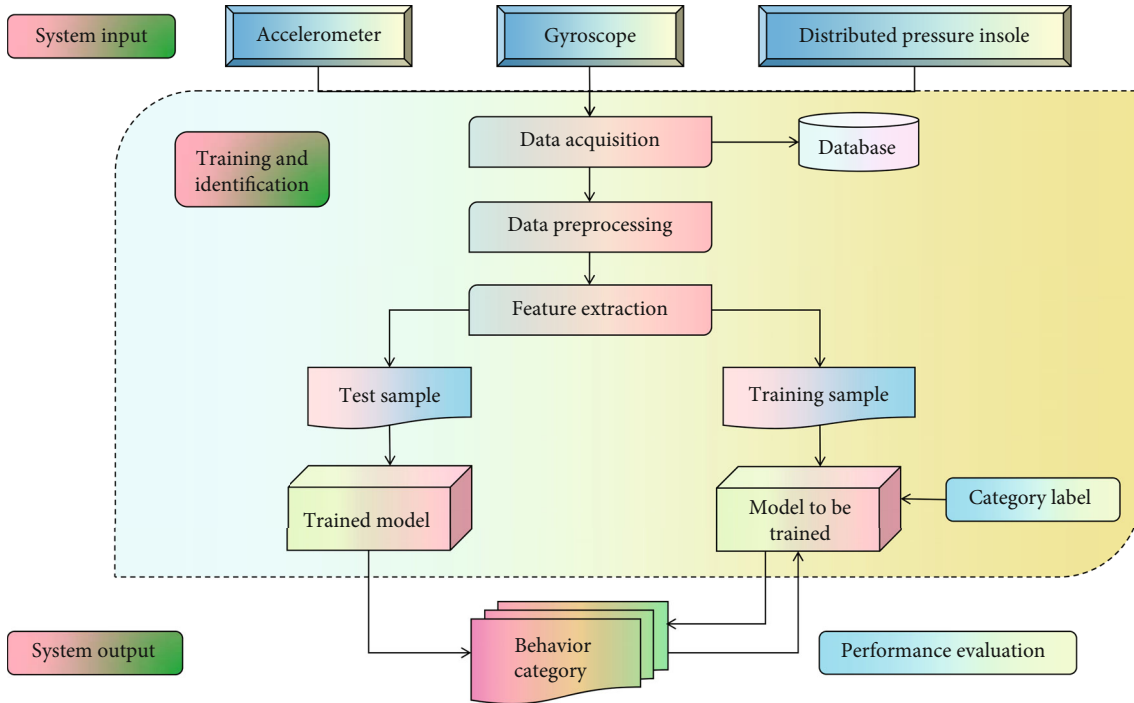 System input
Accelerometer
Gyroscope
Distributed pressure insole
Training and
identification
Data acquisition
Database
Data preprocessing
Feature extraction
Test sample
Training sample
Trained model
Model to be
trained
Category label
System output
Behavior
category
Performance evaluation